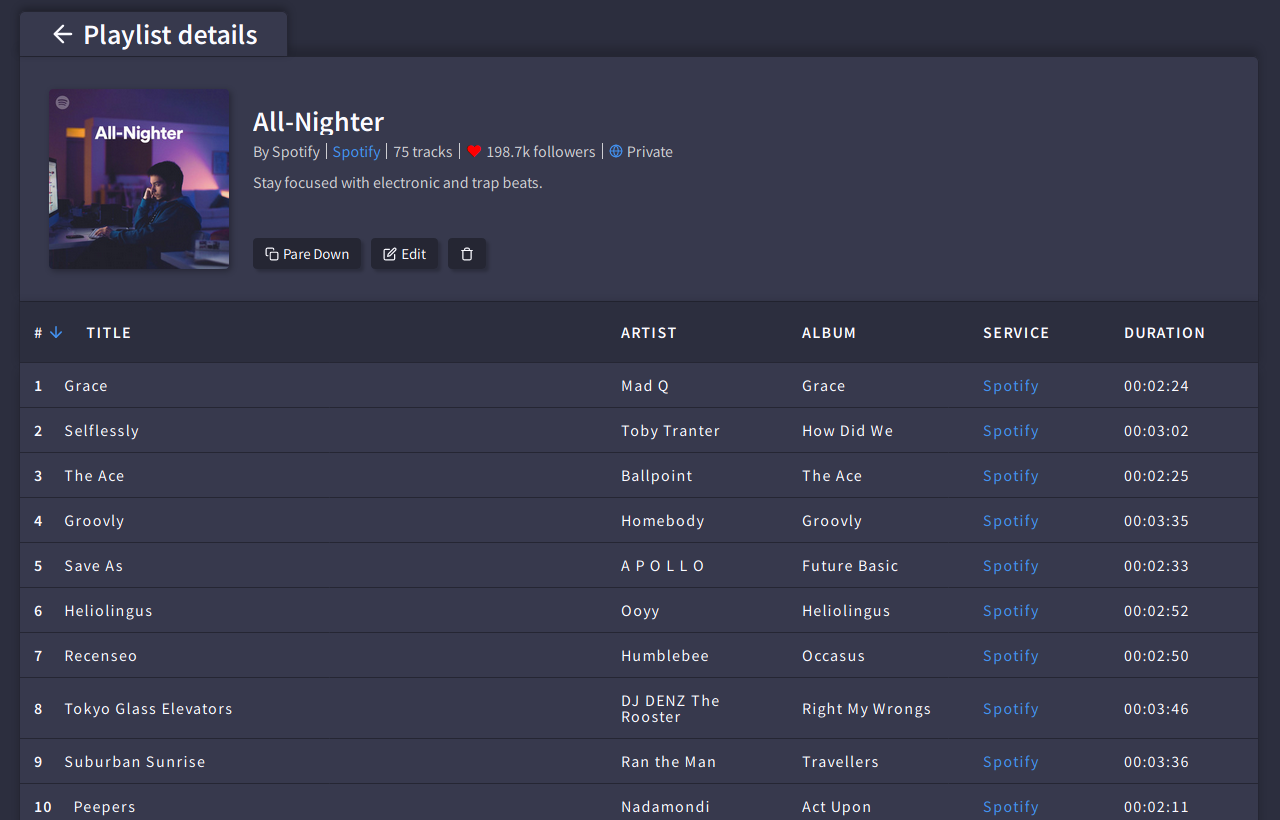 Playlist details
All-Nighter
All-Nighter
By Spotify | Spotify | 75 tracks | 198.7k followers | Private
Stay focused with electronic and trap beats.
Pare Down Edit
# TITLE ARTIST ALBUM SERVICE DURATION
1 Grace Mad Q Grace Spotify 00:02:24
2 Selflessly Toby Tranter How Did We Spotify 00:03:02
3 The Ace Ballpoint The Ace Spotify 00:02:25
4 Groovly Homebody Groovly Spotify 00:03:35
5 Save As A P O L L O Future Basic Spotify 00:02:33
6 Heliolingus Ooyy Heliolingus Spotify 00:02:52
7 Recenseo Humblebee Occasus Spotify 00:02:50
8 Tokyo Glass Elevators DJ DENZ The Rooster Right My Wrongs Spotify 00:03:46
9 Suburban Sunrise Ran the Man Travellers Spotify 00:03:36
10 Peepers Nadamondi Act Upon Spotify 00:02:11